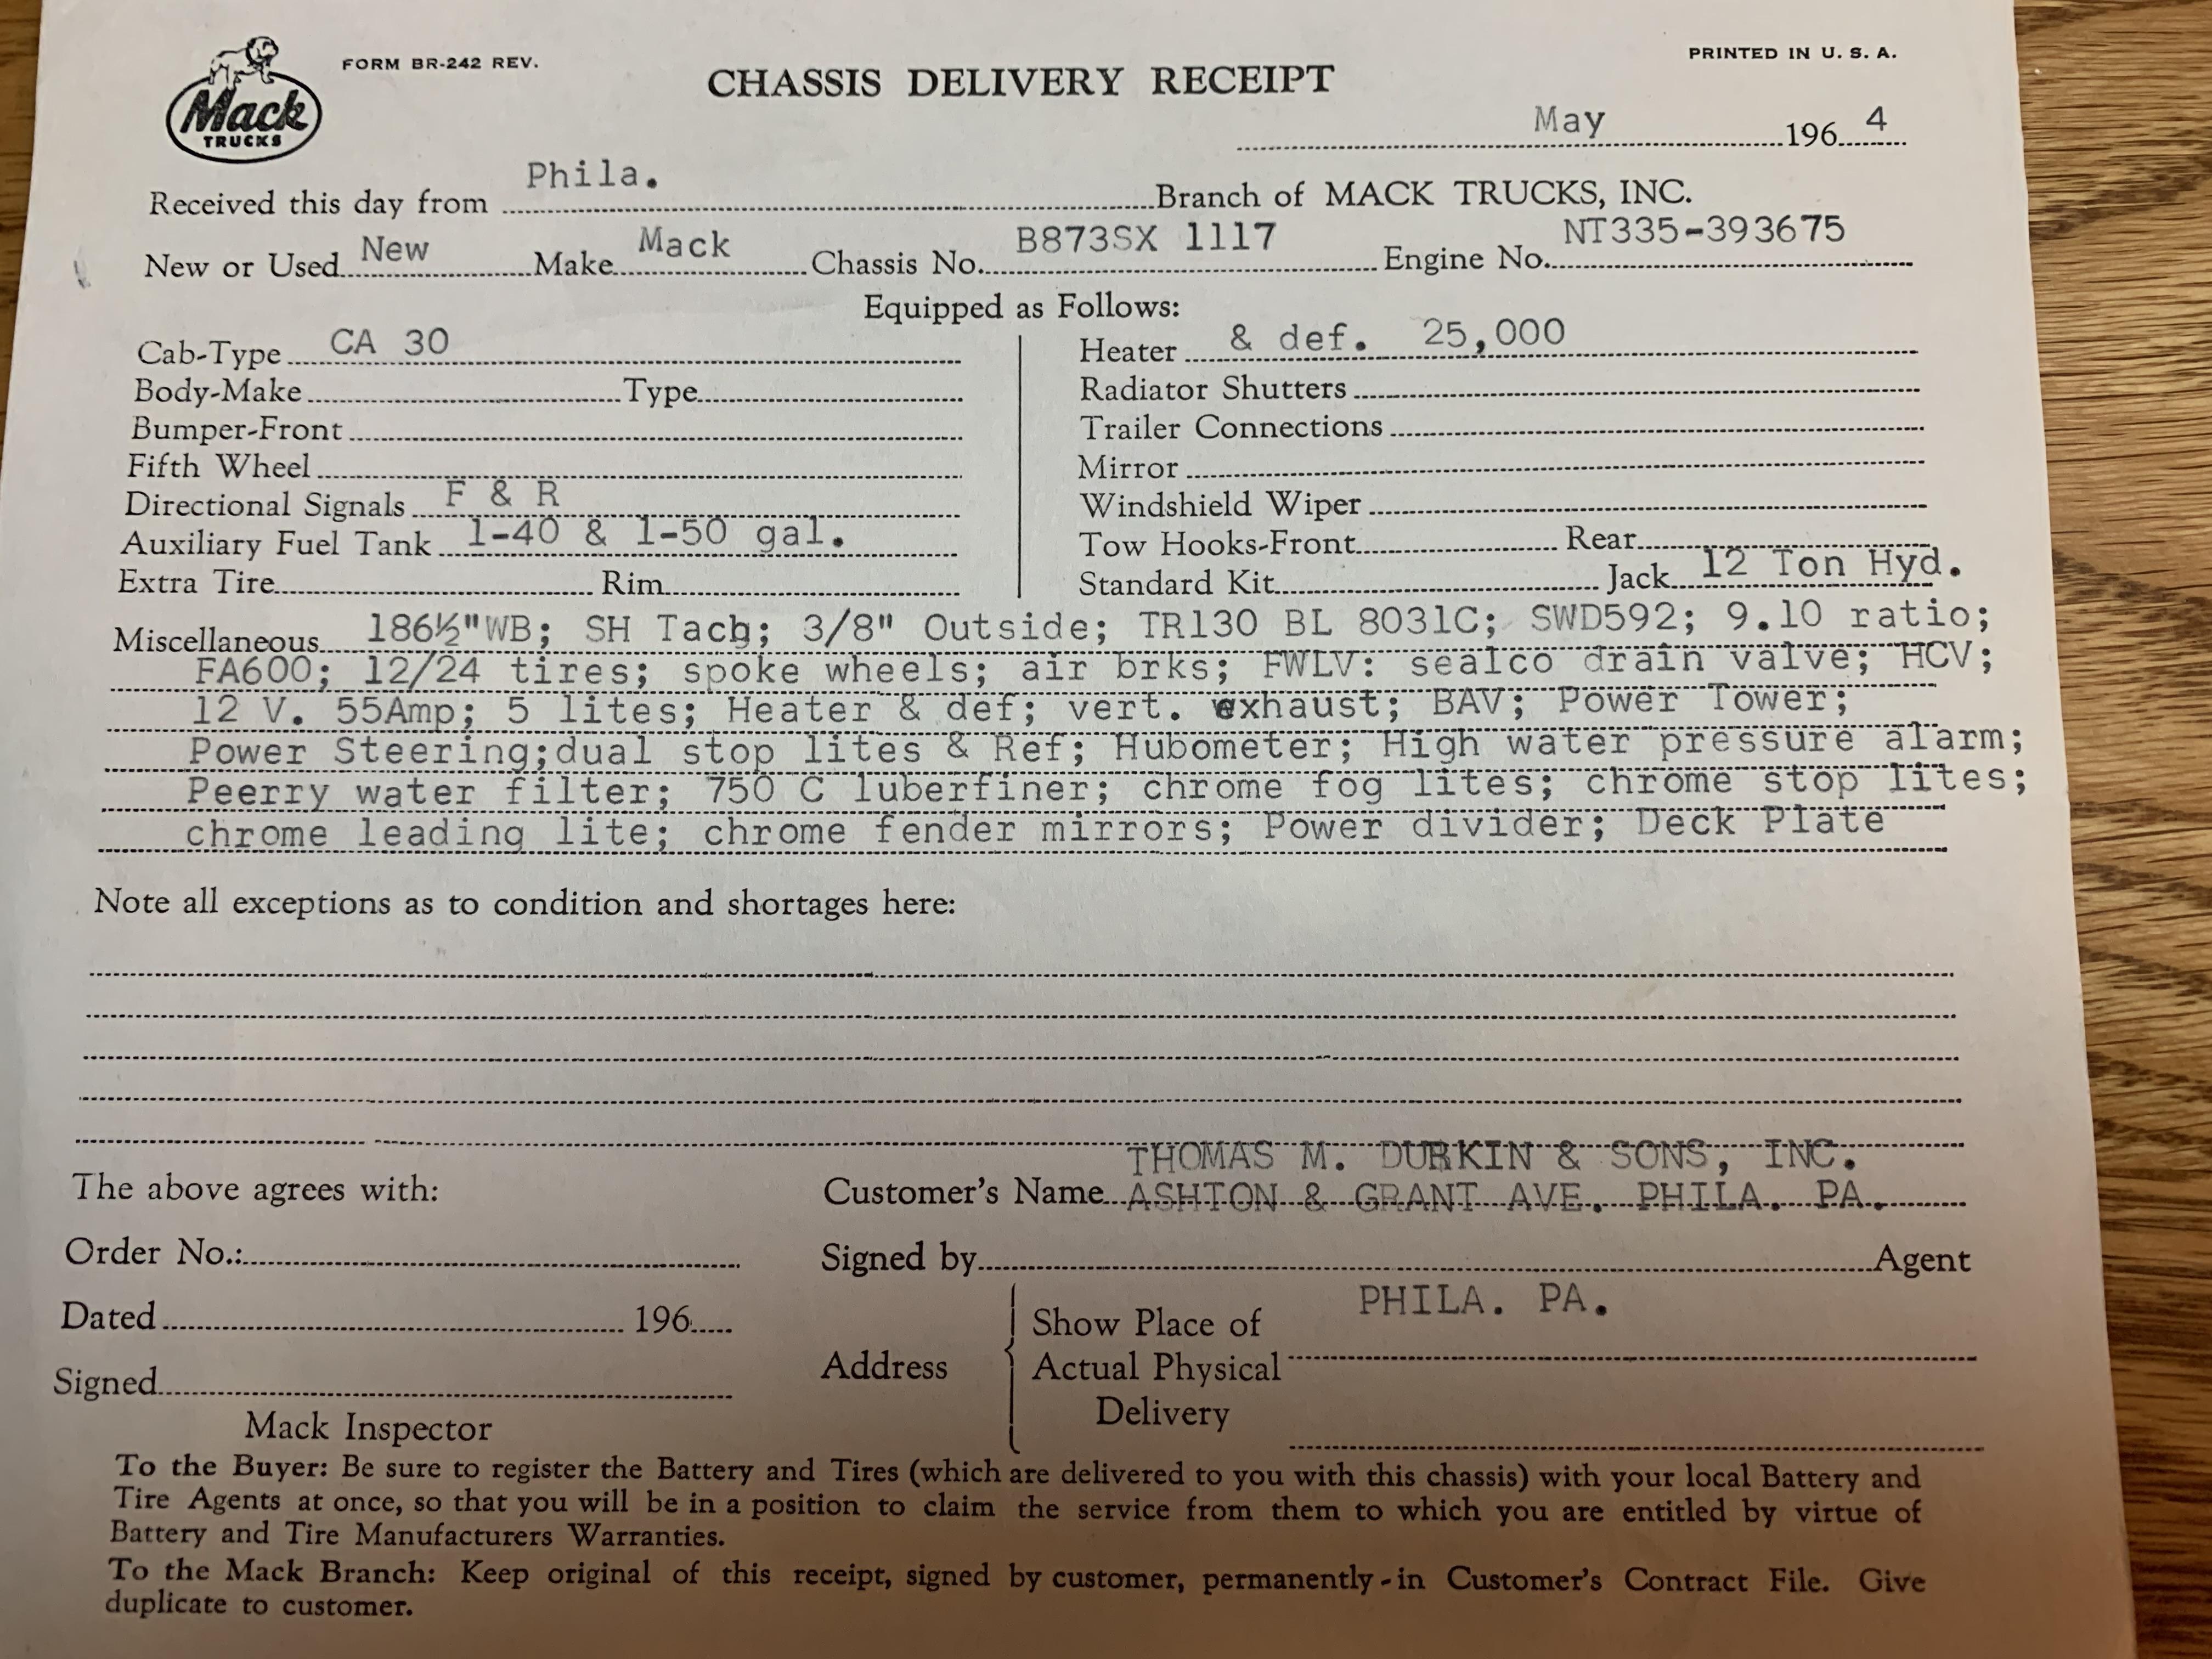 FORM BR-242 REV.
PRINTED IN U. S. A.
Mack
TRUCKS
CHASSIS DELIVERY RECEIPT
May 196 4
Received this day from Phila. Branch of MACK TRUCKS, INC.
New or Used New Make Mack Chassis No. B873SX 1117 Engine No. NT335-393675
Equipped as Follows:
Cab-Type CA 30
Body-Make Type
Bumper-Front
Fifth Wheel
Directional Signals F & R
Auxiliary Fuel Tank 1-40 & 1-50 gal.
Extra Tire Rim
Heater & def. 25,000
Radiator Shutters
Trailer Connections
Mirror
Windshield Wiper
Tow Hooks-Front Rear
Standard Kit Jack 12 Ton Hyd.
Miscellaneous 186½"WB; SH Tach; 3/8" Outside; TR130 BL 8031C; SWD592; 9.10 ratio;
FA600; 12/24 tires; spoke wheels; air brks; FWLV: sealco drain valve; HCV;
12 V. 55Amp; 5 lites; Heater & def; vert. exhaust; BAV; Power Tower;
Power Steering;dual stop lites & Ref; Hubometer; High water pressure alarm;
Peerry water filter; 750 C luberfiner; chrome fog lites; chrome stop lites;
chrome leading lite; chrome fender mirrors; Power divider; Deck Plate
Note all exceptions as to condition and shortages here:
THOMAS M. DURKIN & SONS, INC.
The above agrees with:
Customer's Name ASHTON & GRANT AVE. PHILA. PA.
Order No.:
Signed by Agent
Dated 196
Signed
Mack Inspector
Address
Show Place of PHILA. PA.
Actual Physical
Delivery
To the Buyer: Be sure to register the Battery and Tires (which are delivered to you with this chassis) with your local Battery and
Tire Agents at once, so that you will be in a position to claim the service from them to which you are entitled by virtue of
Battery and Tire Manufacturers Warranties.
To the Mack Branch: Keep original of this receipt, signed by customer, permanently-in Customer's Contract File. Give
duplicate to customer.